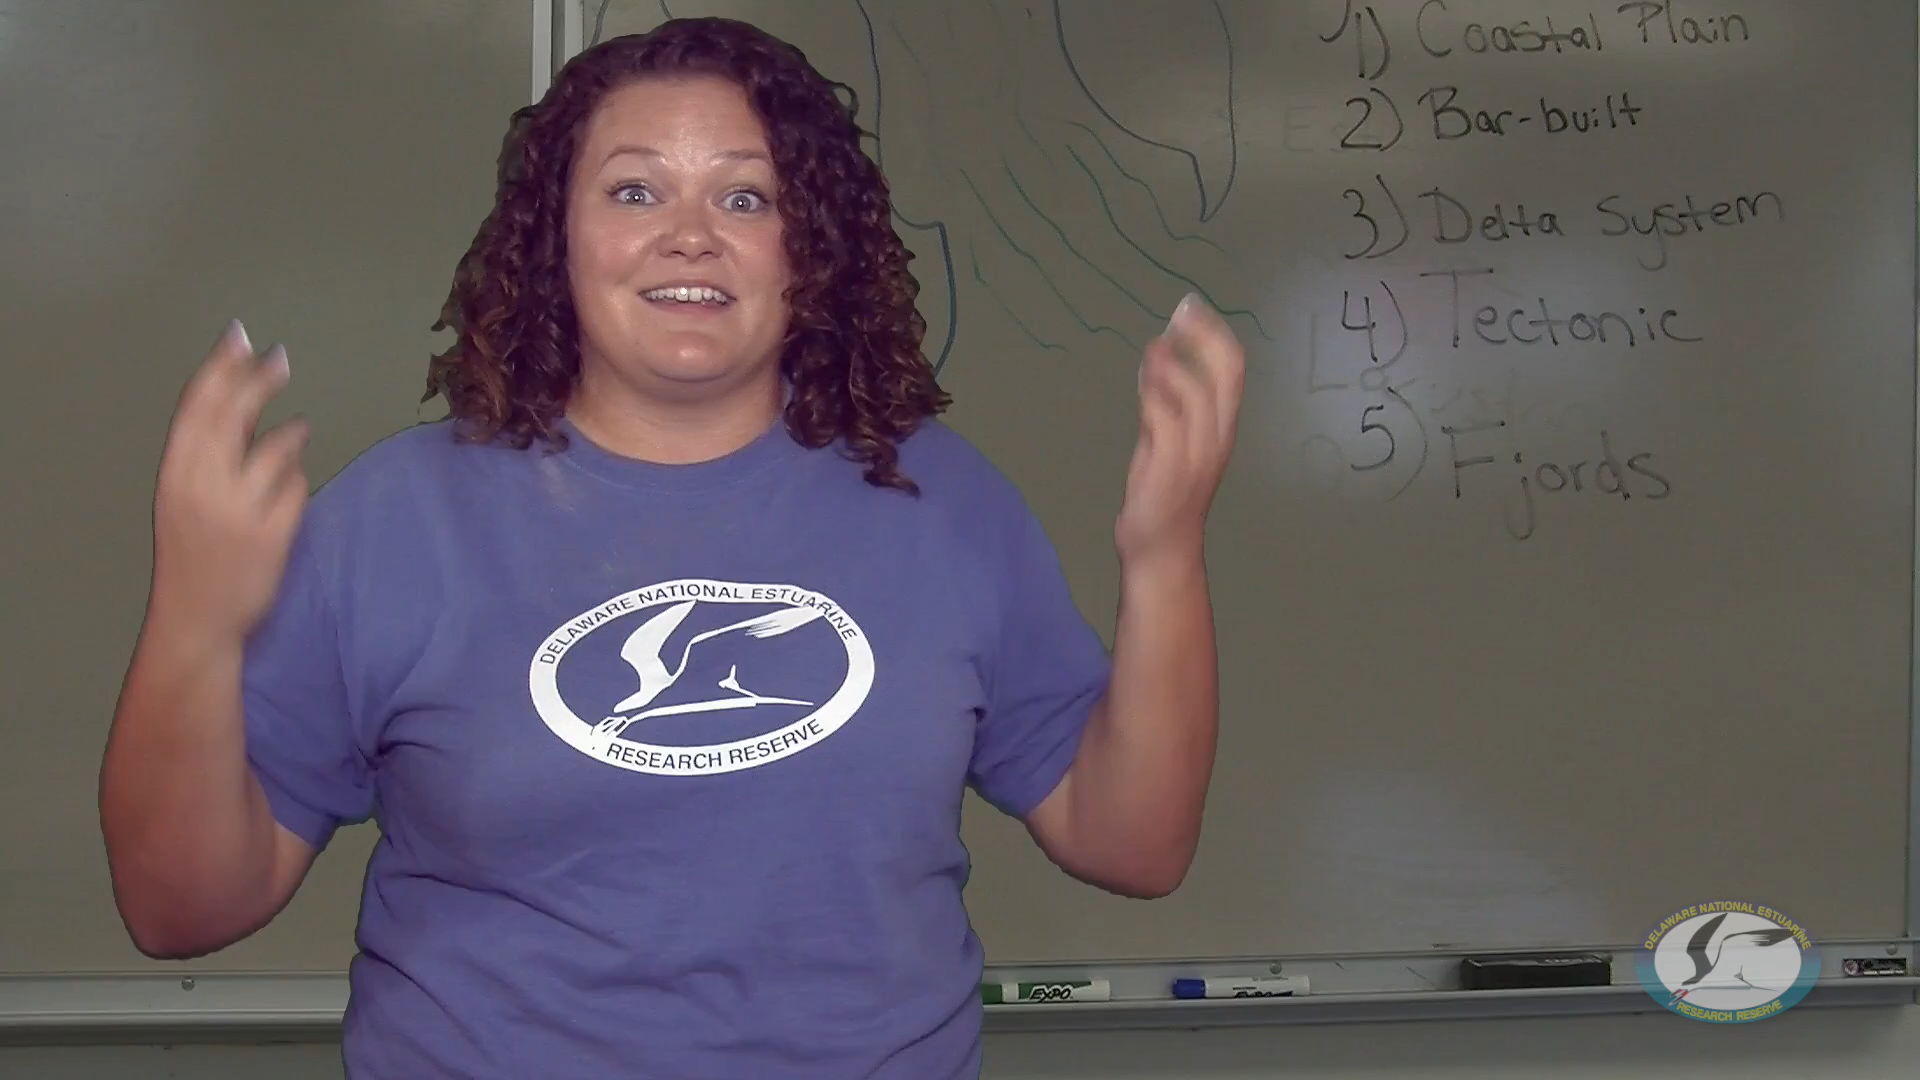 1) Coastal Plain
2) Bar-built
3) Delta System
4) Tectonic
5) Fjords
DELAWARE NATIONAL ESTUARINE
RESEARCH RESERVE
EXPO
EXPO
DELAWARE NATIONAL ESTUARINE
RESEARCH RESERVE